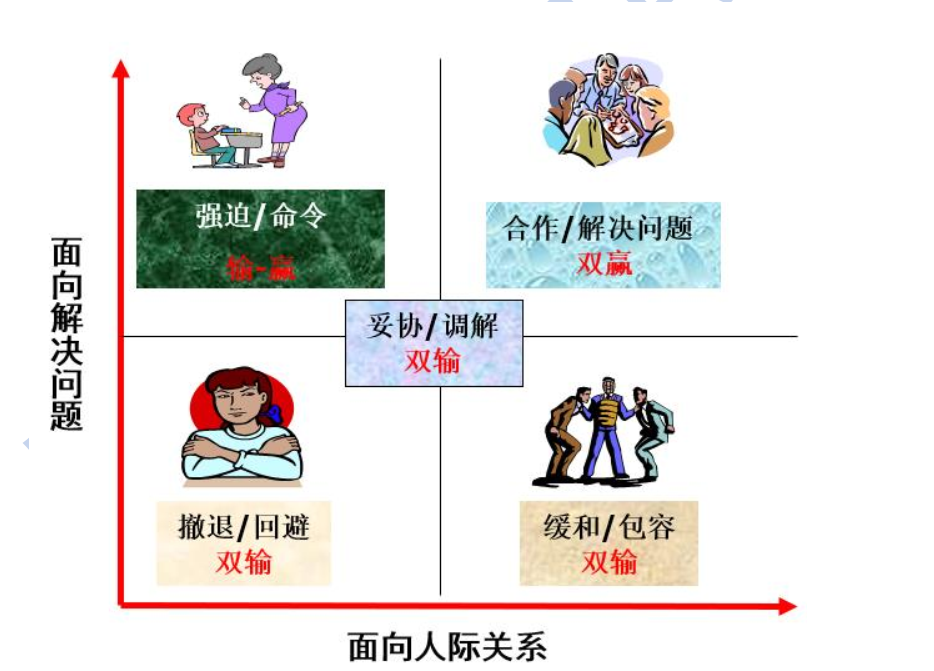 强迫/命令
输-赢
合作/解决问题
双赢
妥协/调解
双输
面向解决问题
撤退/回避
双输
缓和/包容
双输
面向人际关系